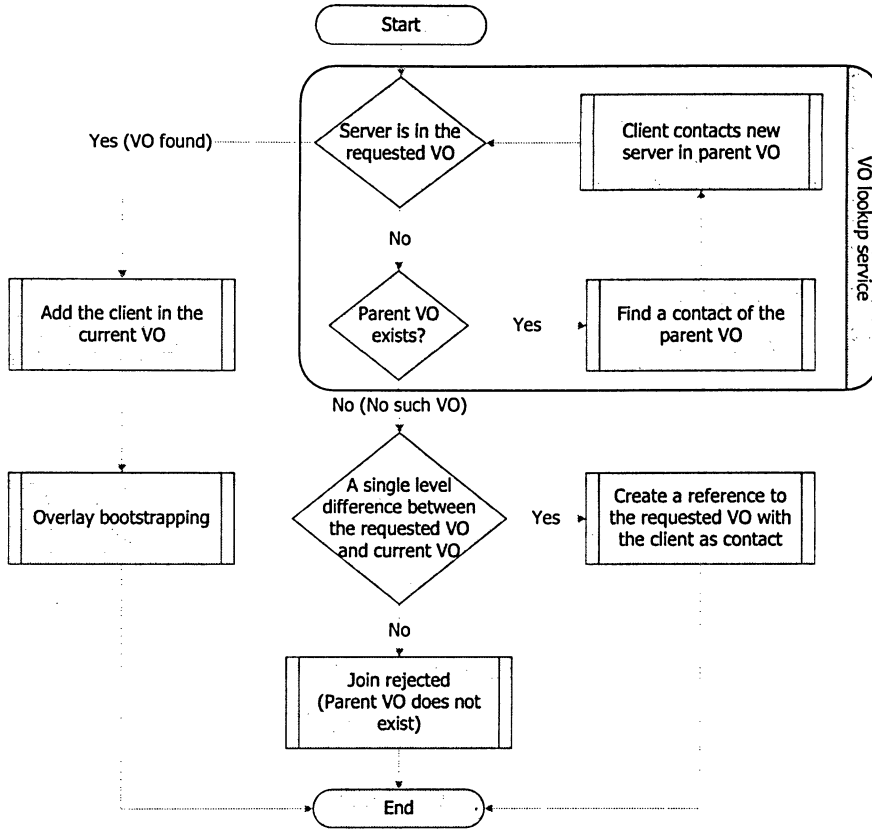 Start
Server is in the
requested VO
Yes (VO found)
Client contacts new
server in parent VO
VO lookup service
No
Add the client in the
current VO
Parent VO
exists?
Yes
Find a contact of the
parent VO
No (No such VO)
Overlay bootstrapping
A single level
difference between
the requested VO
and current VO
Yes
Create a reference to
the requested VO with
the client as contact
No
Join rejected
(Parent VO does not
exist)
End